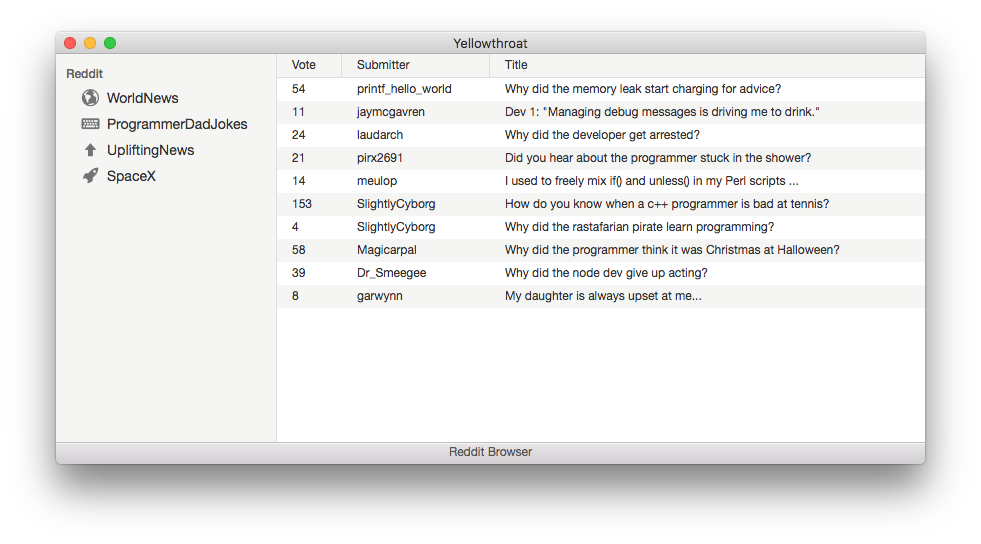 Yellowthroat
Reddit
WorldNews
ProgrammerDadJokes
UpliftingNews
SpaceX
Vote Submitter Title
54 printf_hello_world Why did the memory leak start charging for advice?
11 jaymcgavren Dev 1: "Managing debug messages is driving me to drink."
24 laudarch Why did the developer get arrested?
21 pirx2691 Did you hear about the programmer stuck in the shower?
14 meulop I used to freely mix if() and unless() in my Perl scripts ...
153 SlightlyCyborg How do you know when a c++ programmer is bad at tennis?
4 SlightlyCyborg Why did the rastafarian pirate learn programming?
58 Magicarpal Why did the programmer think it was Christmas at Halloween?
39 Dr_Smeegee Why did the node dev give up acting?
8 garwynn My daughter is always upset at me...
Reddit Browser